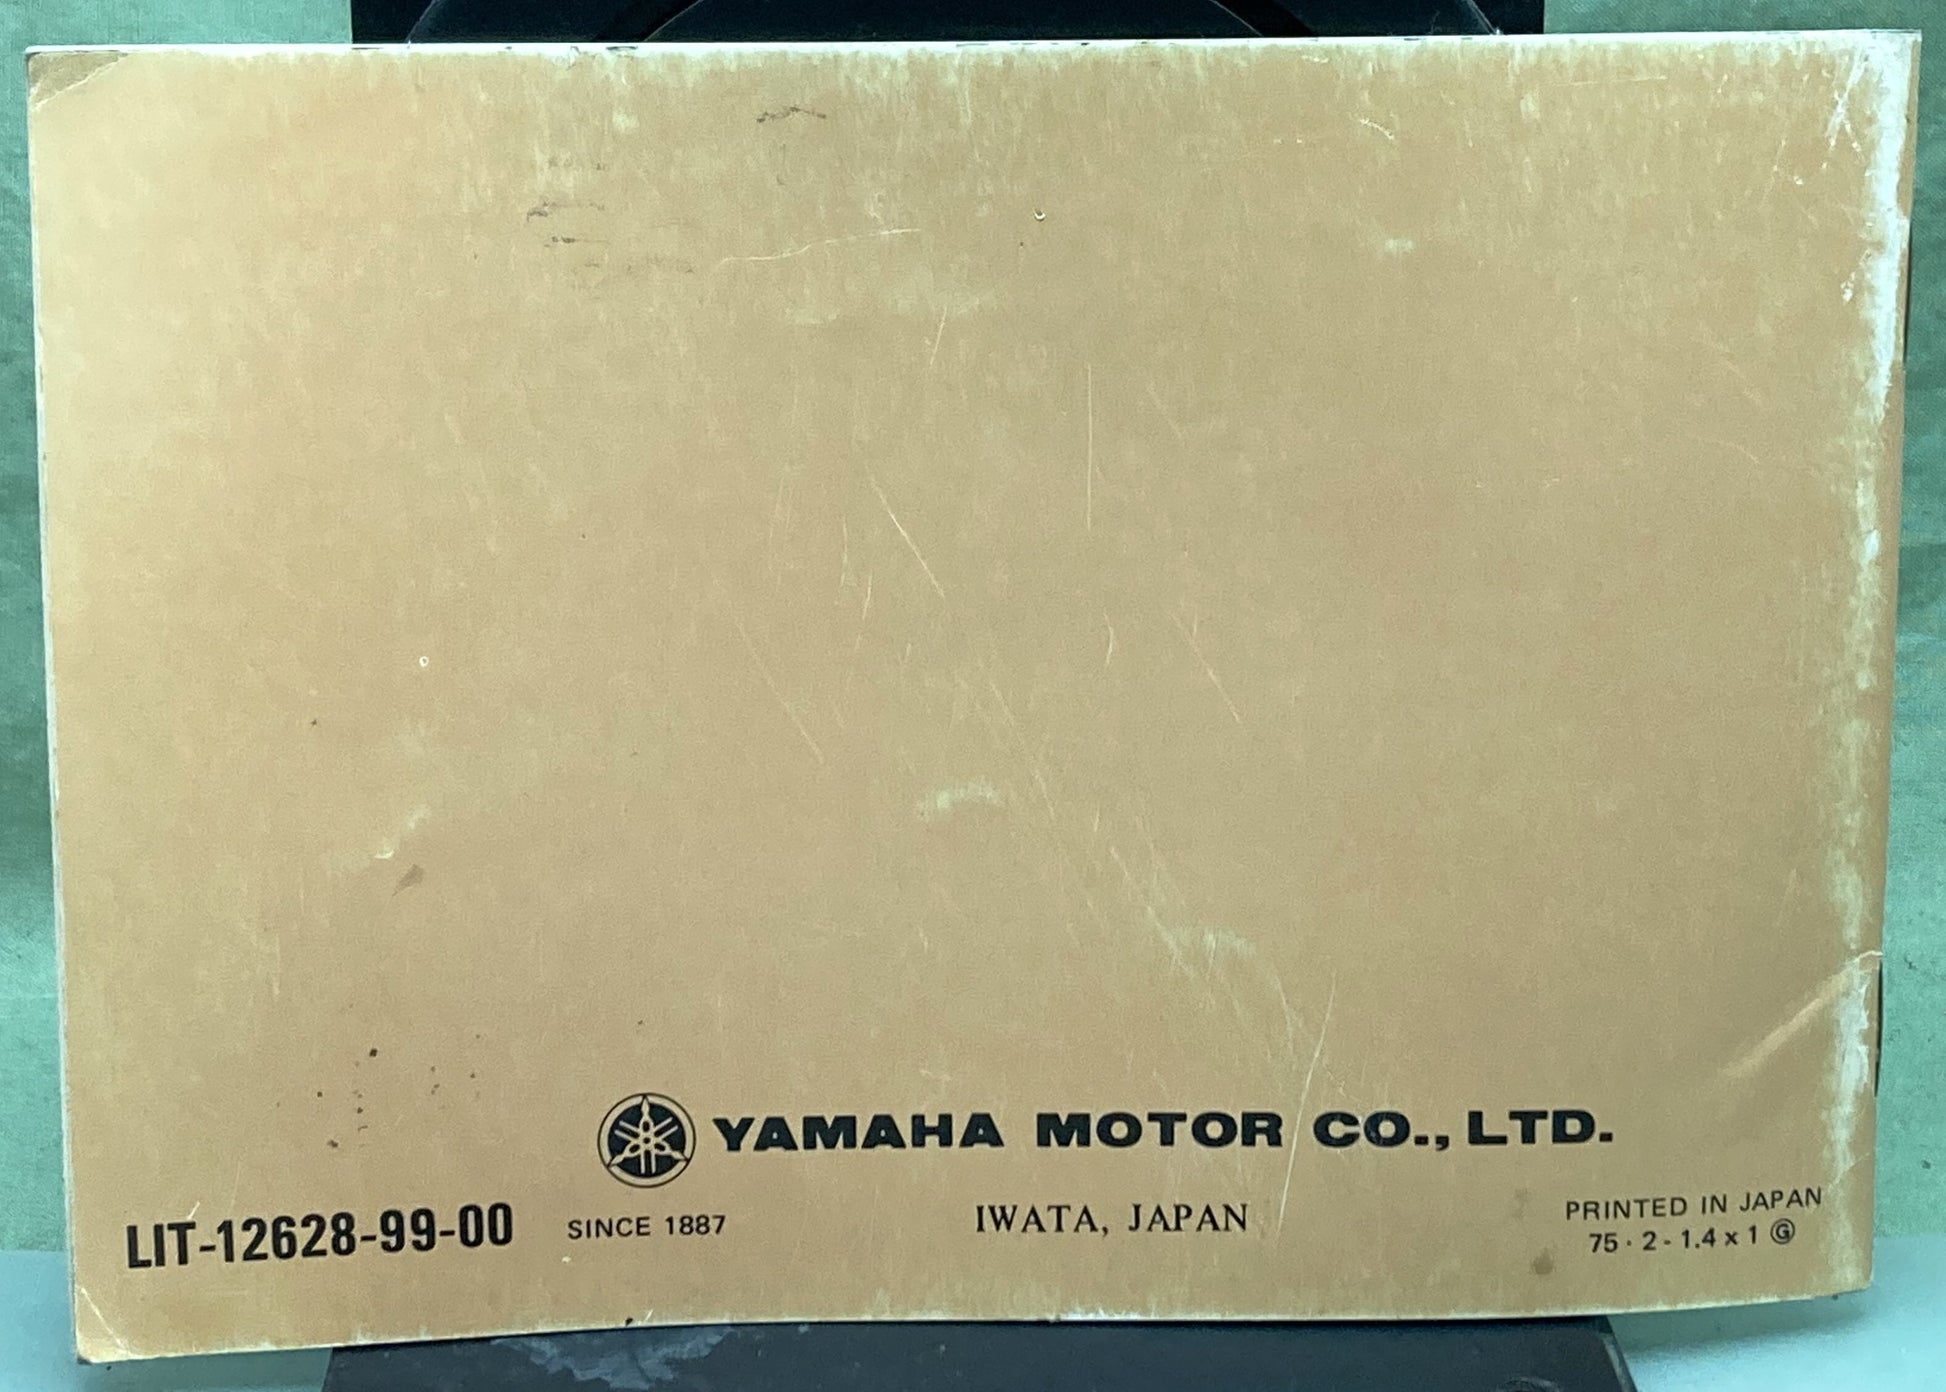 YAMAHA MOTOR CO., LTD.
LIT-12628-99-00
SINCE 1887
IWATA, JAPAN
PRINTED IN JAPAN
75 · 2 - 1.4 x 1 Ⓖ